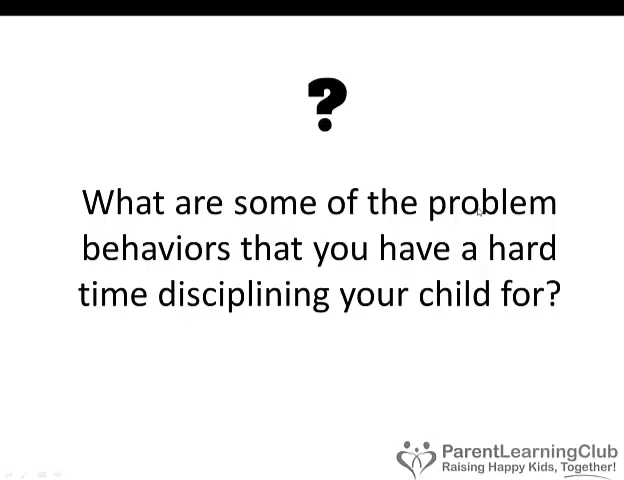 ?
What are some of the problem
behaviors that you have a hard
time disciplining your child for?
ParentLearningClub
Raising Happy Kids, Together!